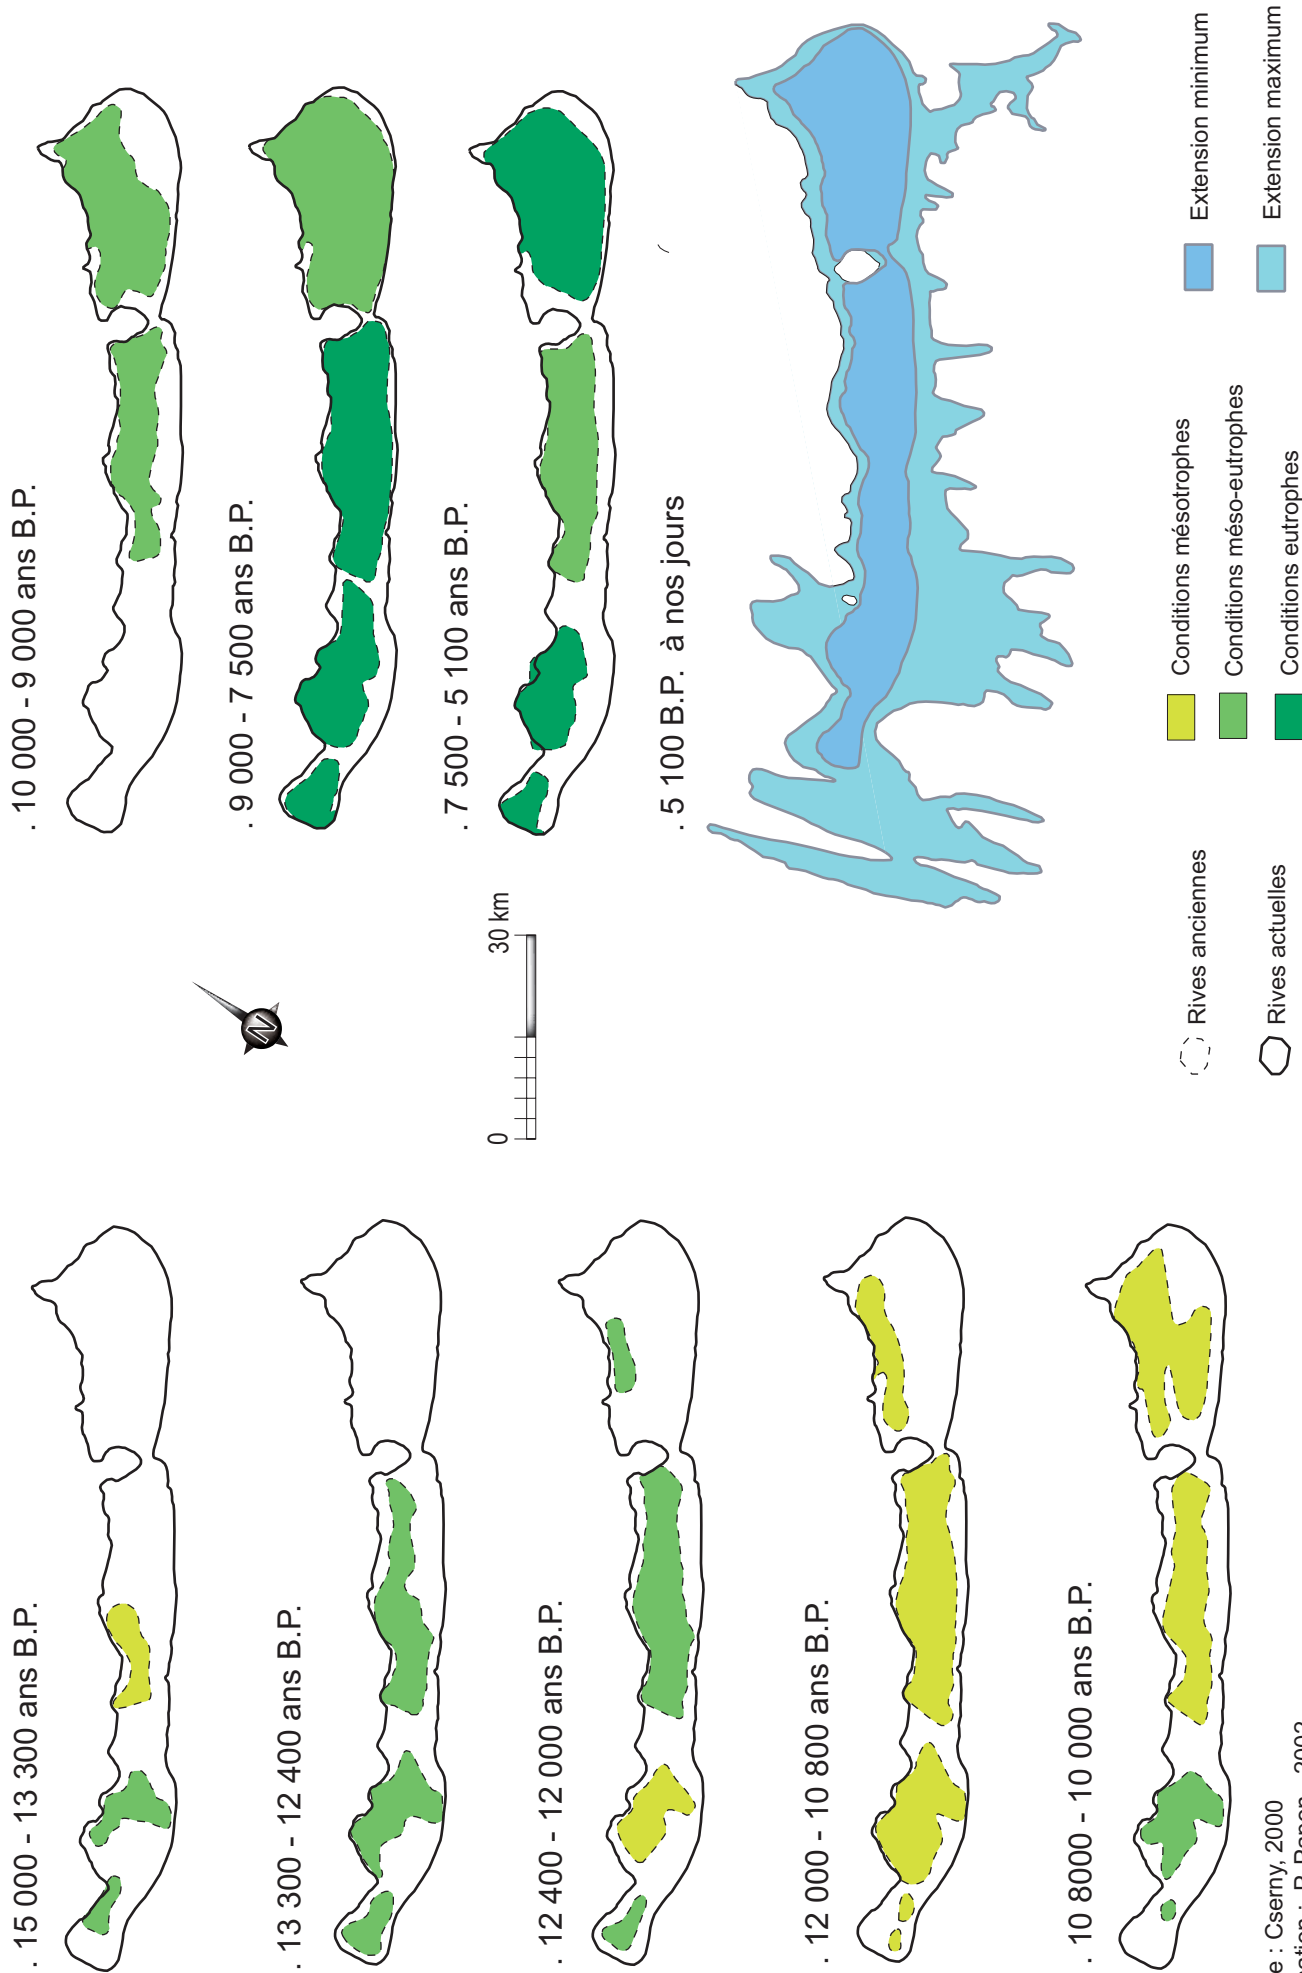 . 15 000 - 13 300 ans B.P.
. 13 300 - 12 400 ans B.P.
. 12 400 - 12 000 ans B.P.
. 12 000 - 10 800 ans B.P.
. 10 8000 - 10 000 ans B.P.
. 10 000 - 9 000 ans B.P.
. 9 000 - 7 500 ans B.P.
. 7 500 - 5 100 ans B.P.
. 5 100 B.P. à nos jours
N
0 30 km
Rives anciennes
Rives actuelles
Conditions mésotrophes
Conditions méso-eutrophes
Conditions eutrophes
Extension minimum
Extension maximum
e : Cserny, 2000